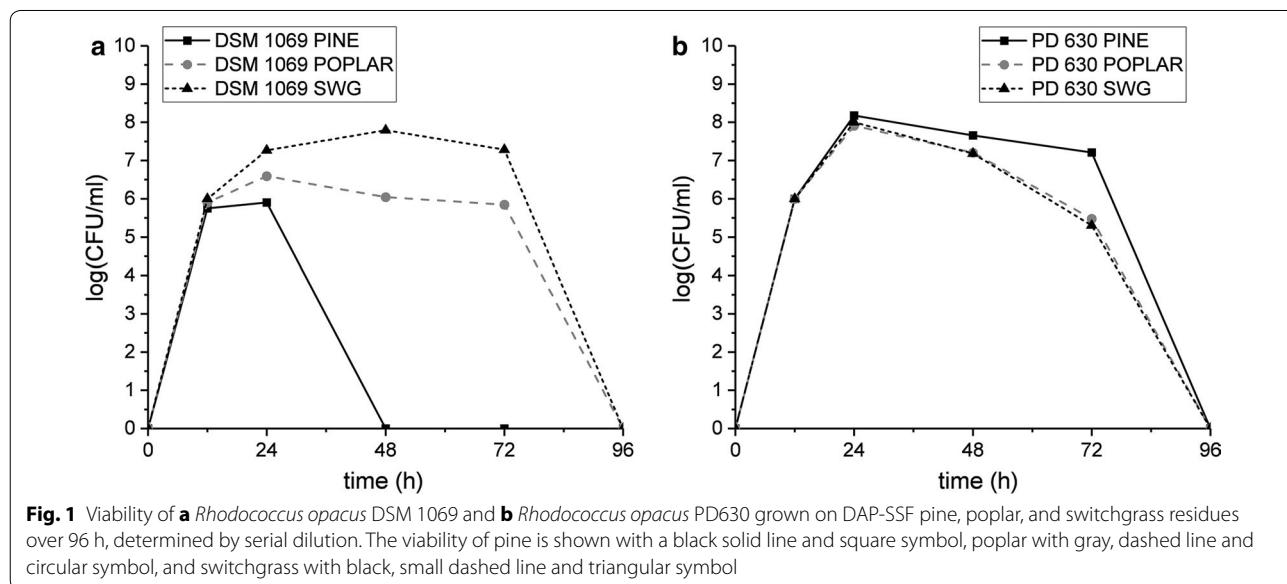 a
DSM 1069 PINE
DSM 1069 POPLAR
DSM 1069 SWG
10
9
8
7
6
5
4
3
2
1
0
log(CFU/ml)
0 24 48 72 96
time (h)
b
PD 630 PINE
PD 630 POPLAR
PD 630 SWG
10
9
8
7
6
5
4
3
2
1
0
log(CFU/ml)
0 24 48 72 96
time (h)
Fig. 1 Viability of a Rhodococcus opacus DSM 1069 and b Rhodococcus opacus PD630 grown on DAP-SSF pine, poplar, and switchgrass residues
over 96 h, determined by serial dilution. The viability of pine is shown with a black solid line and square symbol, poplar with gray, dashed line and
circular symbol, and switchgrass with black, small dashed line and triangular symbol